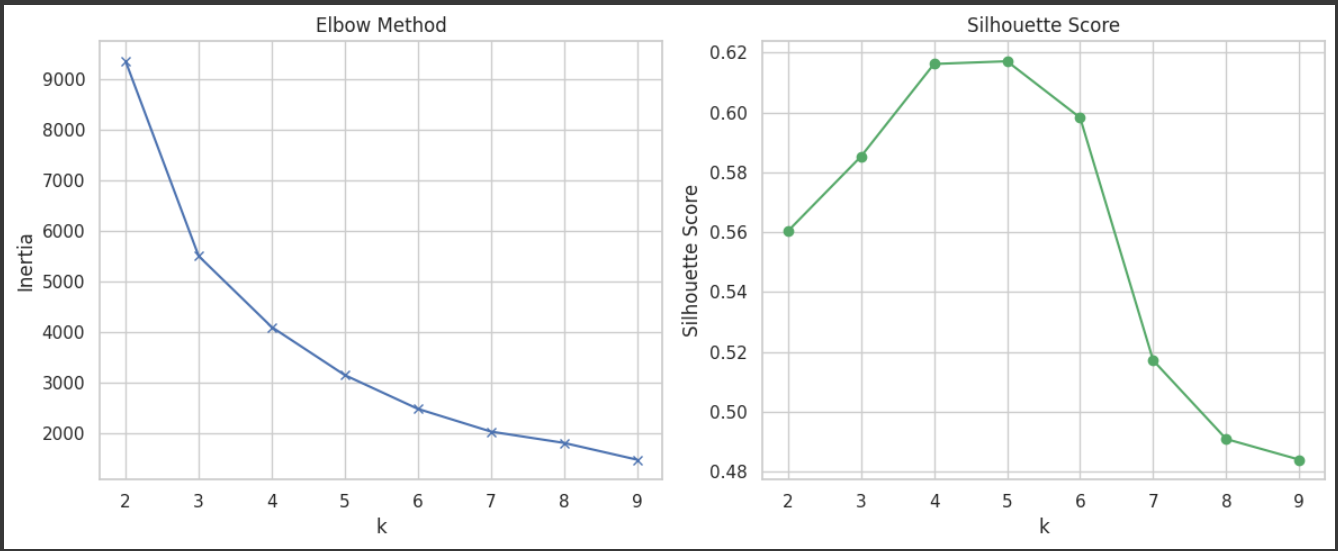 Elbow Method
9000
8000
7000
6000
5000
4000
3000
2000
Inertia
2 3 4 5 6 7 8 9
k
Silhouette Score
0.62
0.60
0.58
0.56
0.54
0.52
0.50
0.48
Silhouette Score
2 3 4 5 6 7 8 9
k